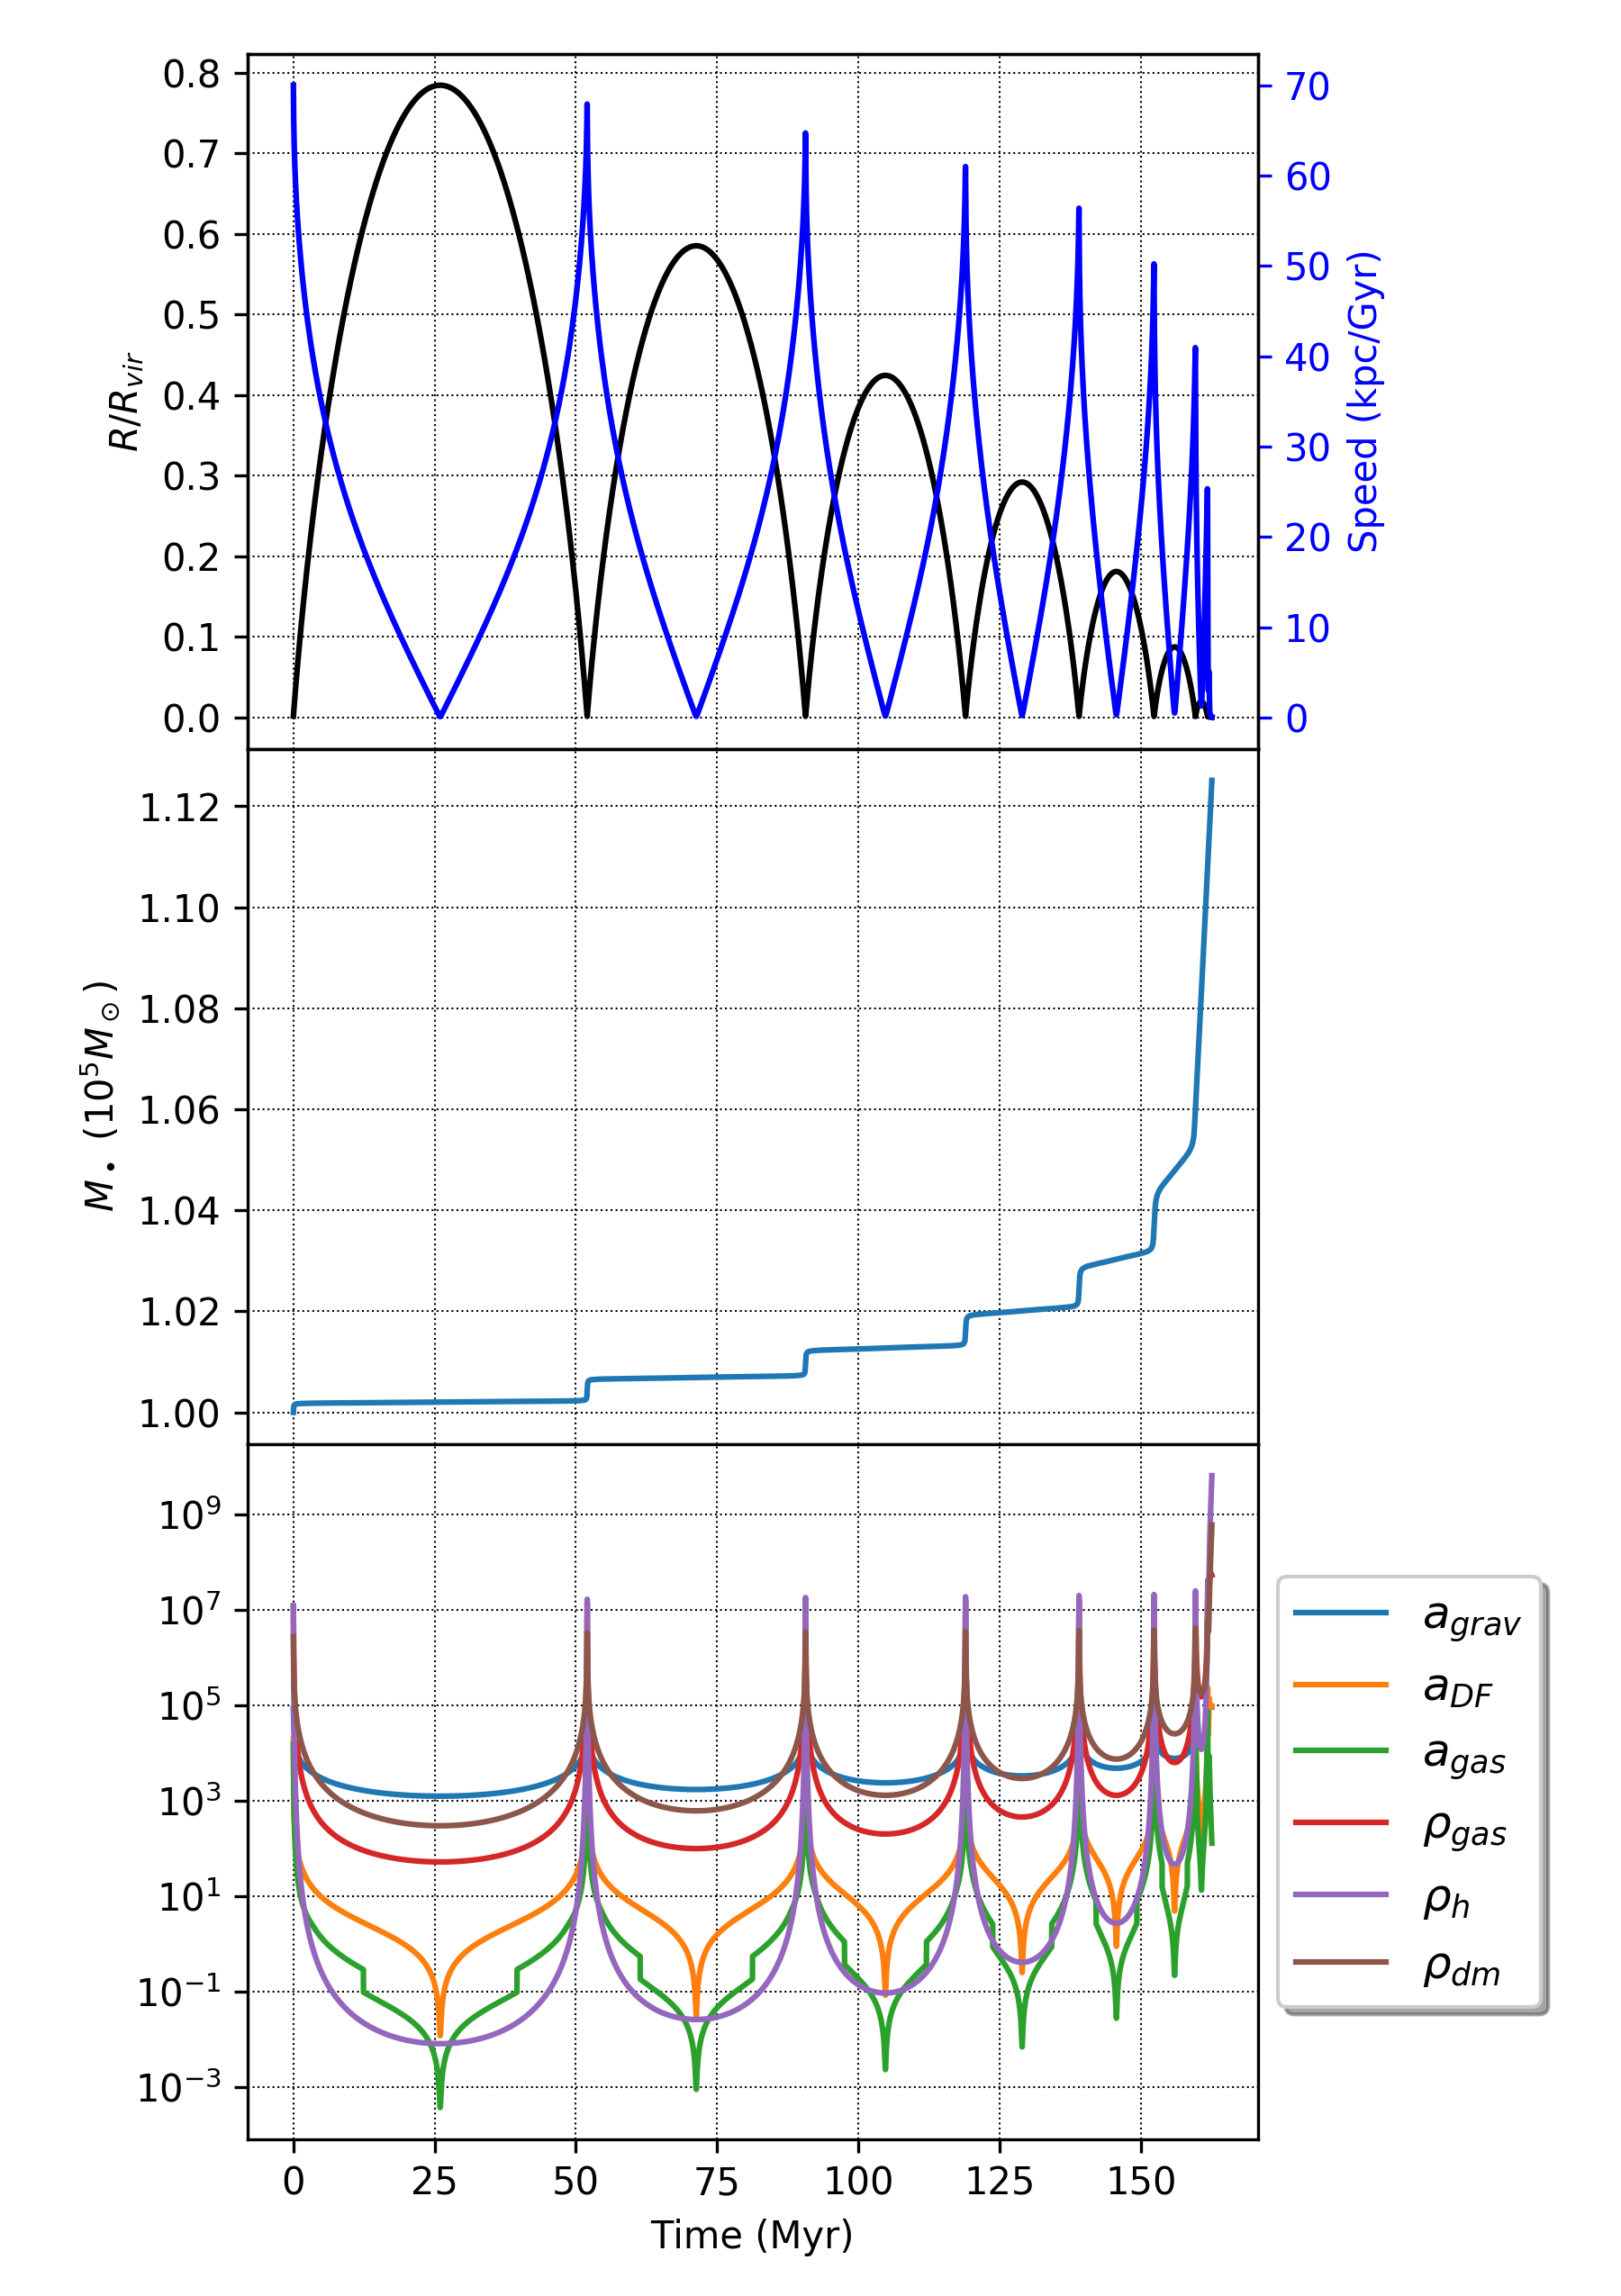 0.8
0.7
0.6
0.5
0.4
0.3
0.2
0.1
0.0
R/R_vir
70
60
50
40
30
20
10
0
Speed (kpc/Gyr)
1.12
1.10
1.08
1.06
1.04
1.02
1.00
M_• (10^5 M_⊙)
10^9
10^7
10^5
10^3
10^1
10^−1
10^−3
a_grav
a_DF
a_gas
ρ_gas
ρ_h
ρ_dm
0 25 50 75 100 125 150
Time (Myr)